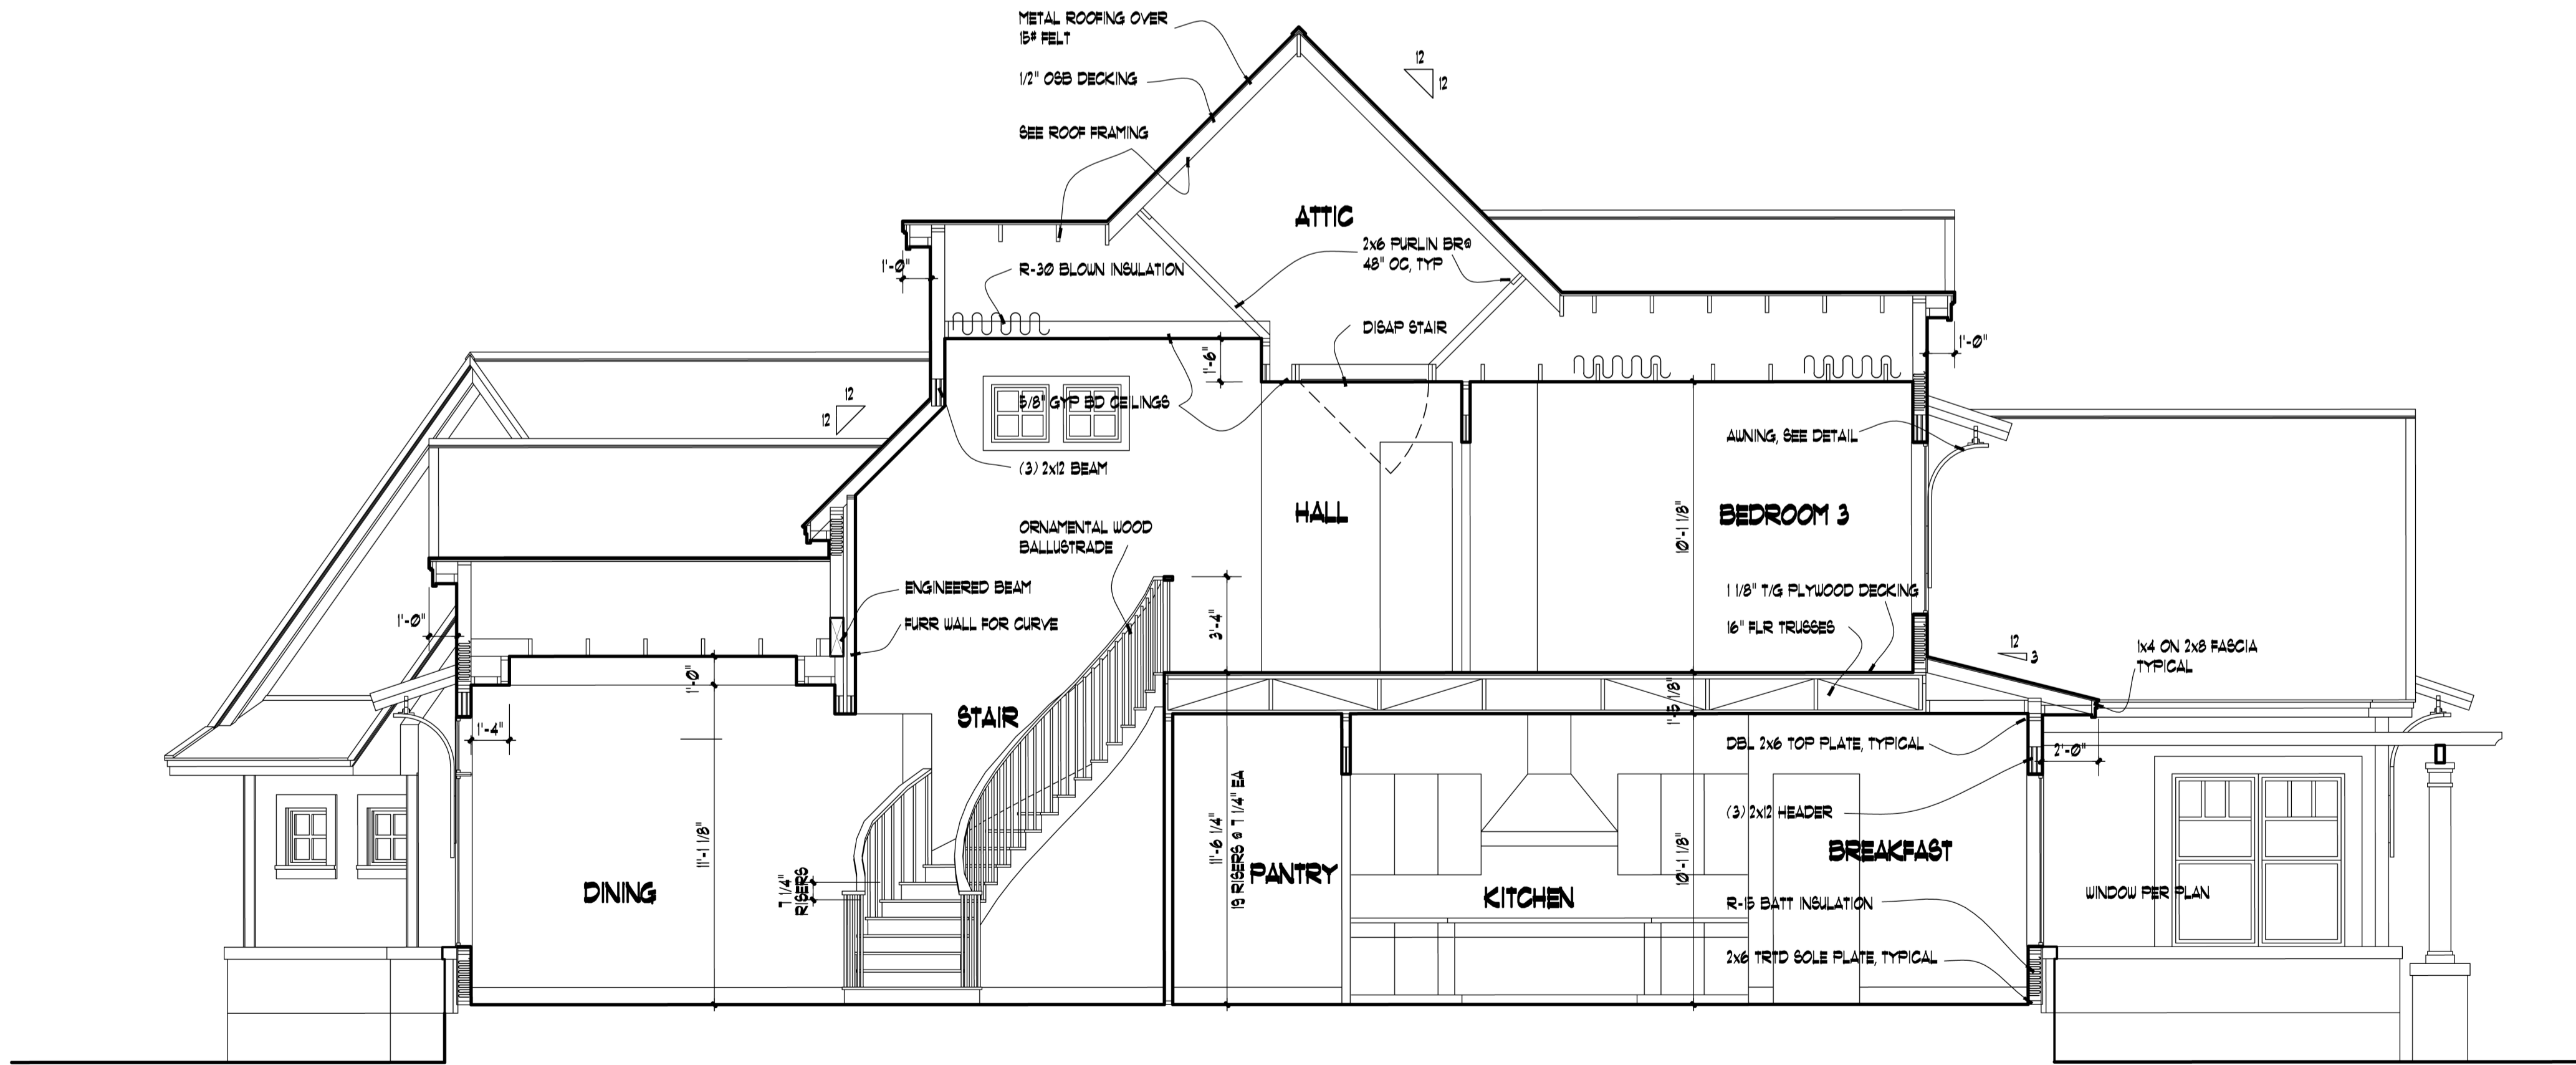 METAL ROOFING OVER
15# FELT
1/2" OSB DECKING
SEE ROOF FRAMING
12
12
ATTIC
2x6 PURLIN BR@
48" OC, TYP
R-30 BLOWN INSULATION
1'-0"
DISAP STAIR
1'-6"
1'-0"
12
12
5/8" GYP BD CEILINGS
(3) 2x12 BEAM
AWNING, SEE DETAIL
HALL
BEDROOM 3
10'-1 1/8"
ORNAMENTAL WOOD
BALLUSTRADE
ENGINEERED BEAM
FURR WALL FOR CURVE
1'-0"
3'-4"
1 1/8" T/G PLYWOOD DECKING
16" FLR TRUSSES
12
3
1x4 ON 2x8 FASCIA
TYPICAL
1'-0"
1'-4"
STAIR
1'-5 1/8"
DBL 2x6 TOP PLATE, TYPICAL
2'-0"
(3) 2x12 HEADER
11'-1 1/8"
11'-6 1/4"
19 RISERS @ 7 1/4" EA
10'-1 1/8"
BREAKFAST
PANTRY
KITCHEN
DINING
7 1/4"
RISERS
R-15 BATT INSULATION
WINDOW PER PLAN
2x6 TRTD SOLE PLATE, TYPICAL